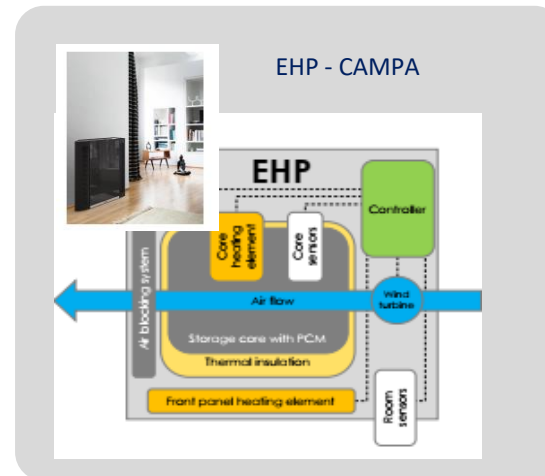 EHP - CAMPA
EHP
Controller
Core
heating
element
Core
sensors
Air blocking system
Air flow
Wind
turbine
Storage core with PCM
Thermal insulation
Front panel heating element
Room
sensors